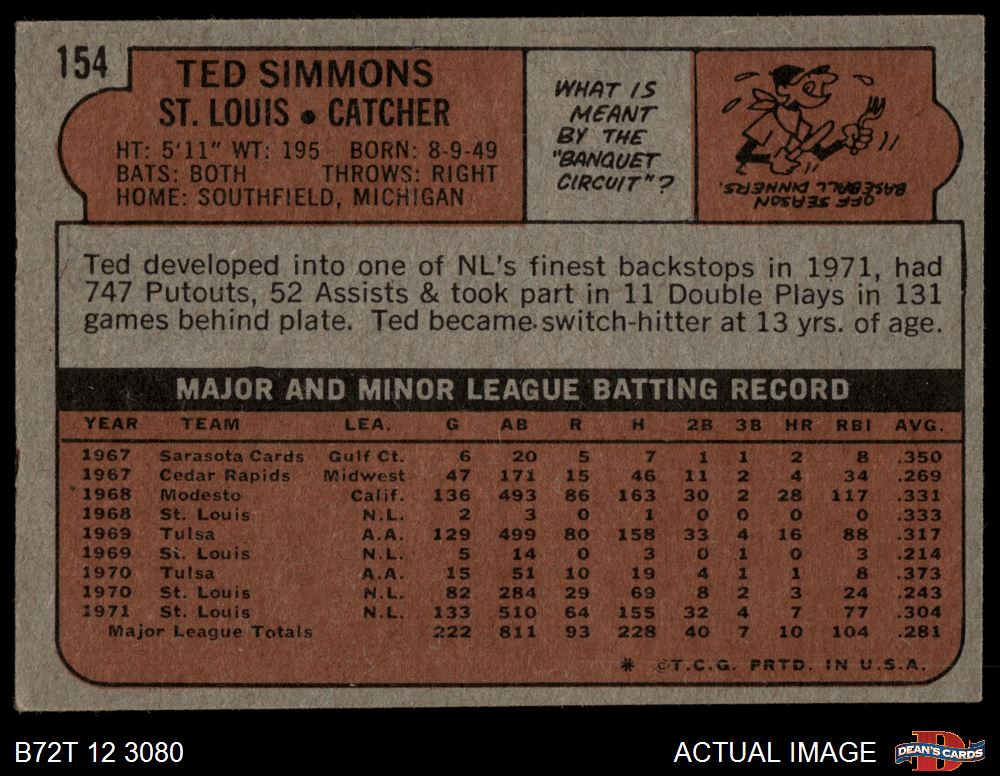 154
TED SIMMONS
ST. LOUIS • CATCHER
HT: 5'11" WT: 195 BORN: 8-9-49
BATS: BOTH THROWS: RIGHT
HOME: SOUTHFIELD, MICHIGAN
WHAT IS
MEANT
BY THE
"BANQUET
CIRCUIT"?
OFF SEASON
BASEBALL DINNERS.
Ted developed into one of NL's finest backstops in 1971, had
747 Putouts, 52 Assists & took part in 11 Double Plays in 131
games behind plate. Ted became switch-hitter at 13 yrs. of age.
MAJOR AND MINOR LEAGUE BATTING RECORD
YEAR TEAM LEA. G AB R H 2B 3B HR RBI AVG.
1967 Sarasota Cards Gulf Ct. 6 20 5 7 1 1 2 8 .350
1967 Cedar Rapids Midwest 47 171 15 46 11 2 4 34 .269
1968 Modesto Calif. 136 493 86 163 30 2 28 117 .331
1968 St. Louis N.L. 2 3 0 1 0 0 0 0 .333
1969 Tulsa A.A. 129 499 80 158 33 4 16 88 .317
1969 St. Louis N.L. 5 14 0 3 0 1 0 3 .214
1970 Tulsa A.A. 15 51 10 19 4 1 1 8 .373
1970 St. Louis N.L. 82 284 29 69 8 2 3 24 .243
1971 St. Louis N.L. 133 510 64 155 32 4 7 77 .304
Major League Totals 222 811 93 228 40 7 10 104 .281
* ©T.C.G. PRTD. IN U.S.A.
B72T 12 3080
ACTUAL IMAGE
DEAN'S CARDS